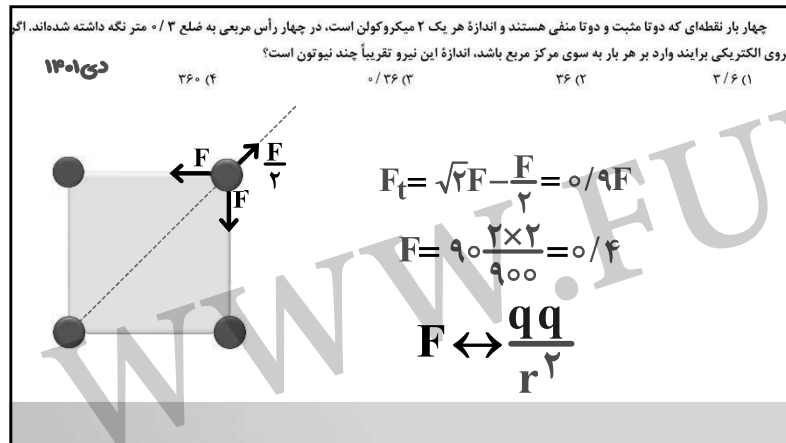 چهار بار نقطه‌ای که دوتا مثبت و دوتا منفی هستند و اندازهٔ هر یک ۲ میکروکولن است، در چهار رأس مربعی به ضلع ۰/۳ متر نگه داشته شده‌اند. اگر
روی الکتریکی برایند وارد بر هر بار به سوی مرکز مربع باشد، اندازهٔ این نیرو تقریباً چند نیوتون است؟
دی۱۴۰۱
۱) ۳/۶ ۲) ۳۶ ۳) ۰/۳۶ ۴) ۳۶۰
F F/۲
F
Ft= √۲F−F/۲=۰/۹F
F=۹۰ ۲×۲/۹۰۰=۰/۴
F ↔ qq/r²
WWW.FU